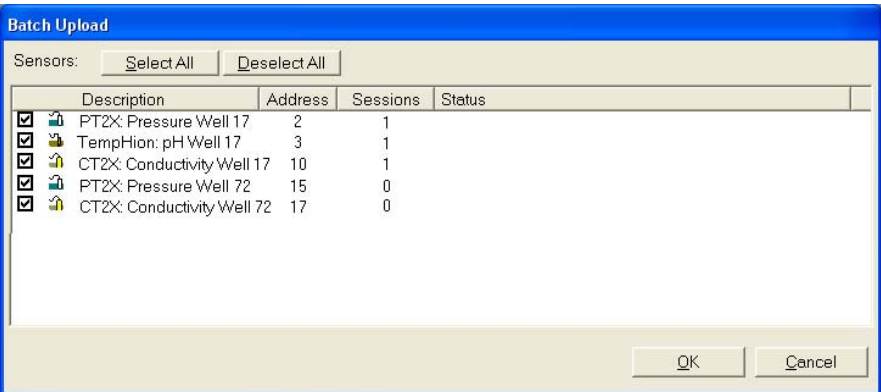 Batch Upload
Sensors: Select All Deselect All
Description Address Sessions Status
PT2X: Pressure Well 17 2 1
TempHion: pH Well 17 3 1
CT2X: Conductivity Well 17 10 1
PT2X: Pressure Well 72 15 0
CT2X: Conductivity Well 72 17 0
OK Cancel